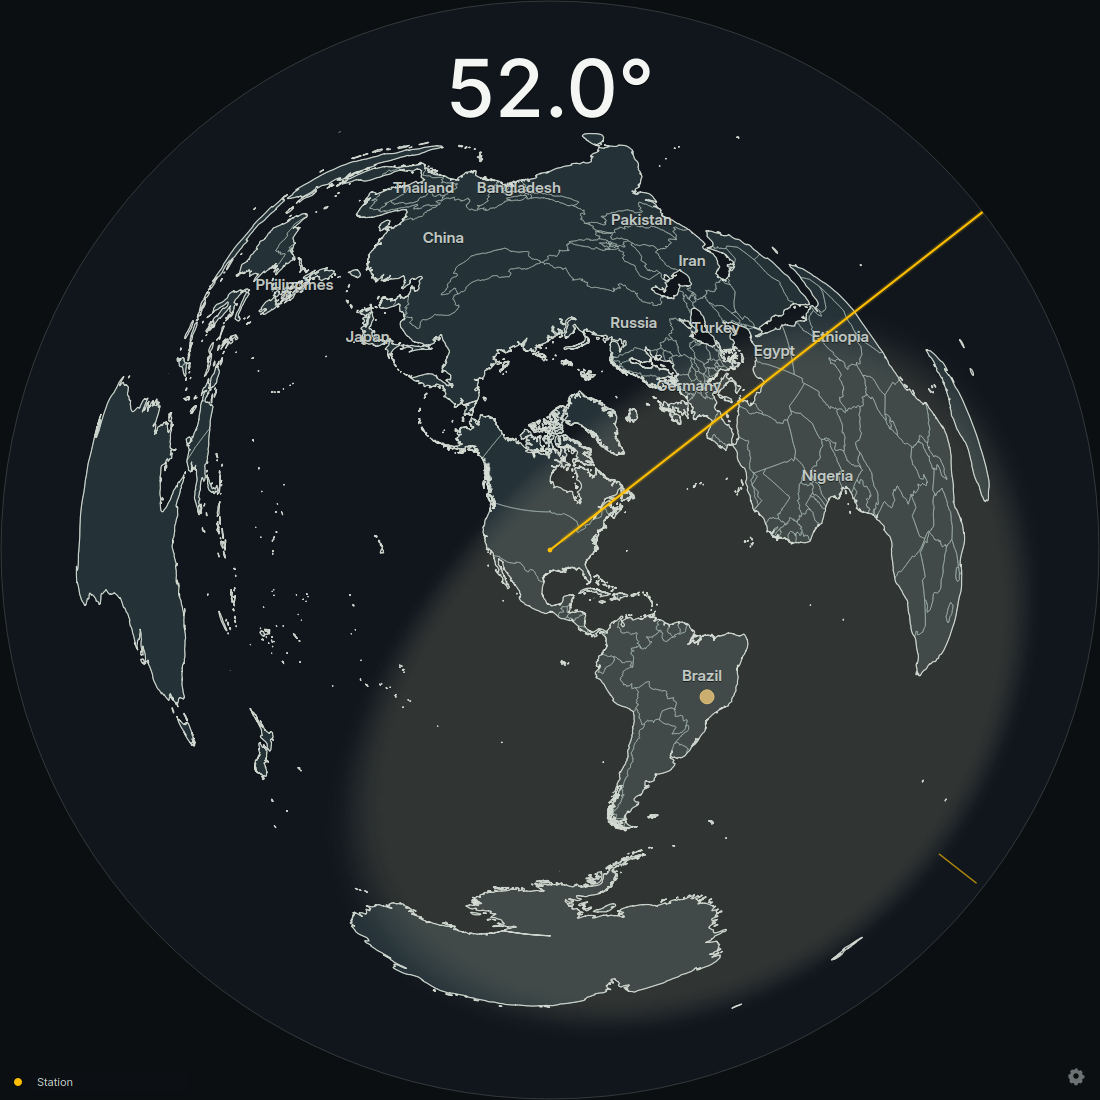 52.0°
Thailand
Bangladesh
Pakistan
China
Iran
Philippines
Russia
Turkey
Japan
Ethiopia
Egypt
Germany
Nigeria
Brazil
Station